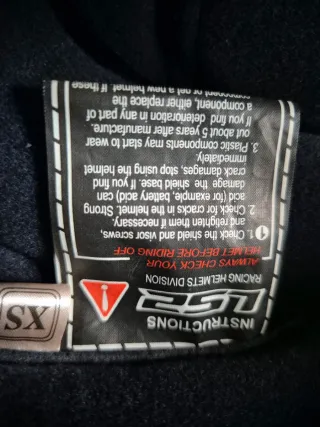 INSTRUCTIONS
LS2
RACING HELMETS DIVISION
ALWAYS CHECK YOUR
HELMET BEFORE RIDING OFF
1. Check the shield and visor, screws,
and retighten if necessary.
2. Check for cracks in the helmet. Strong
acid (for example, battery acid) can
damage the shield base. If you find
crack damages, stop using the helmet
immediately.
3. Plastic components may start to wear
out about 5 years after manufacture.
If you find deterioration in any part of
a component, either replace the
component or get a new helmet. If these
XS